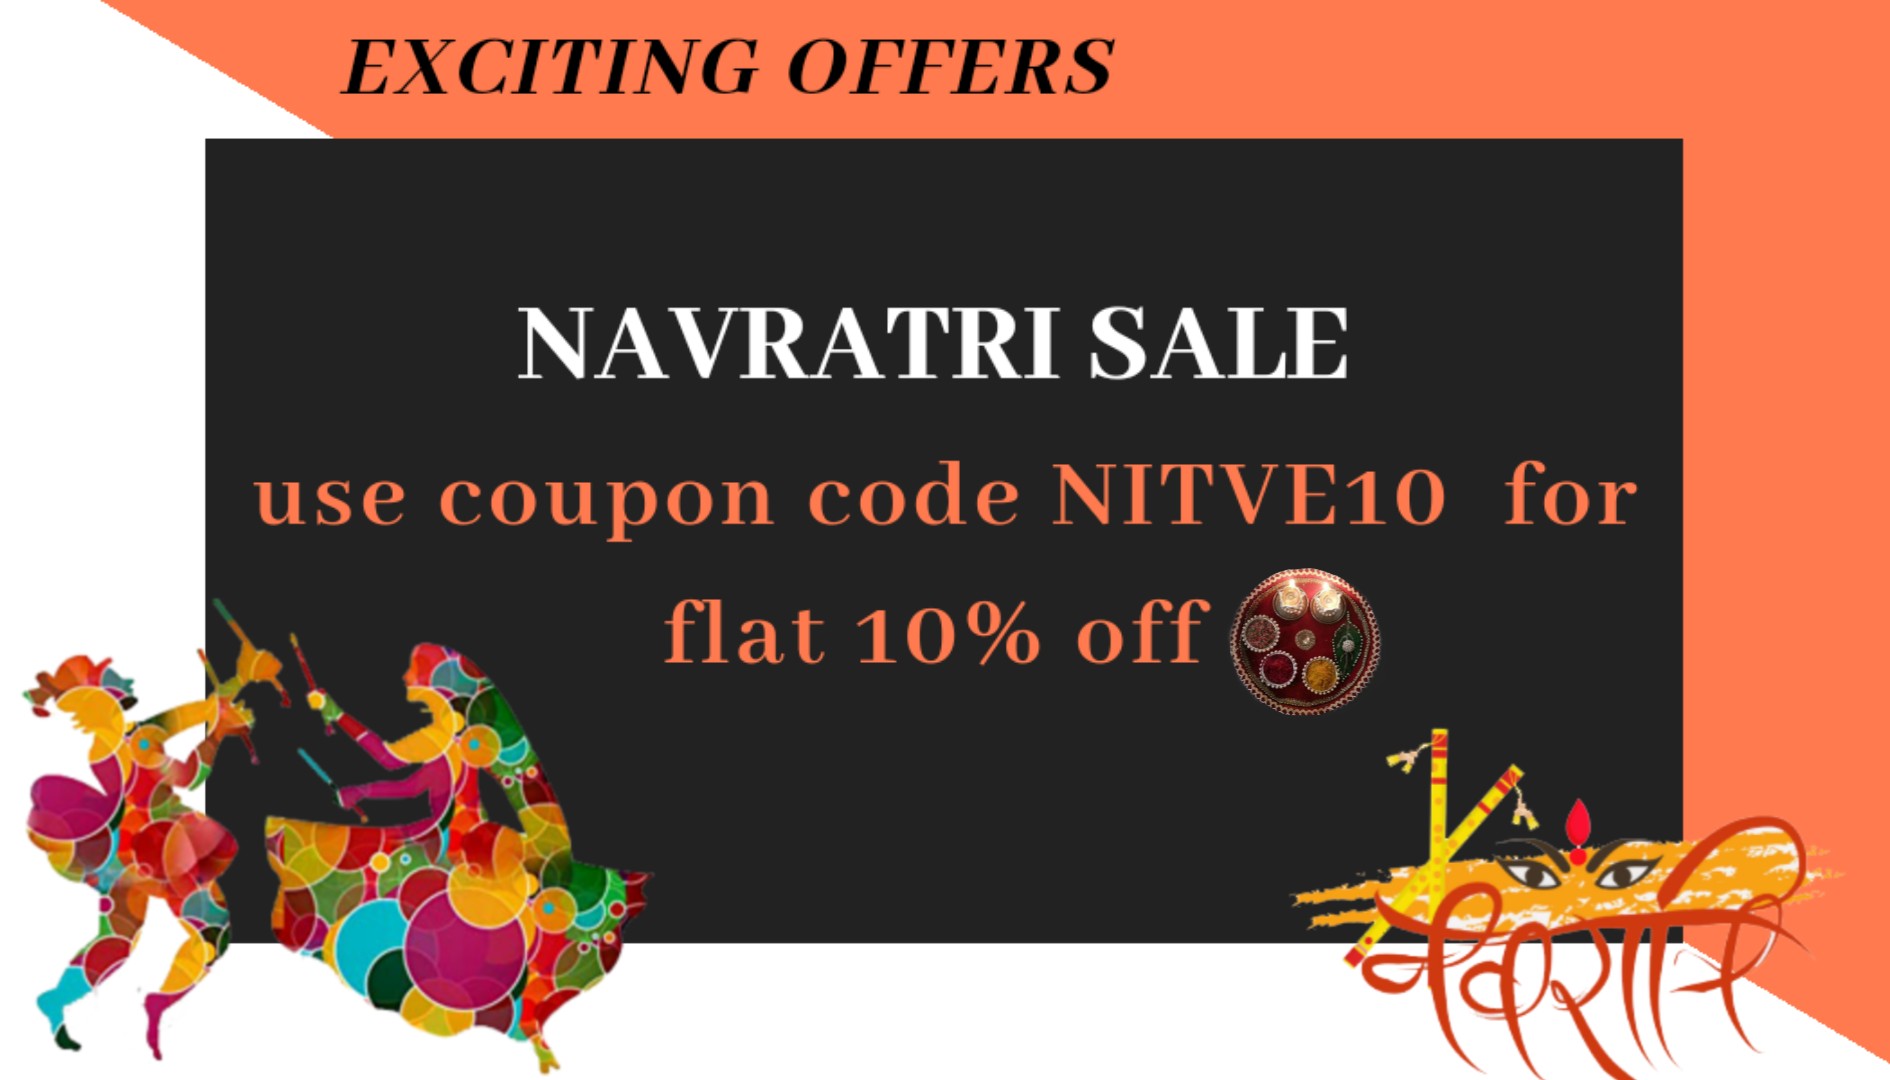 EXCITING OFFERS
NAVRATRI SALE
use coupon code NITVE10 for
flat 10% off
नवरात्रि